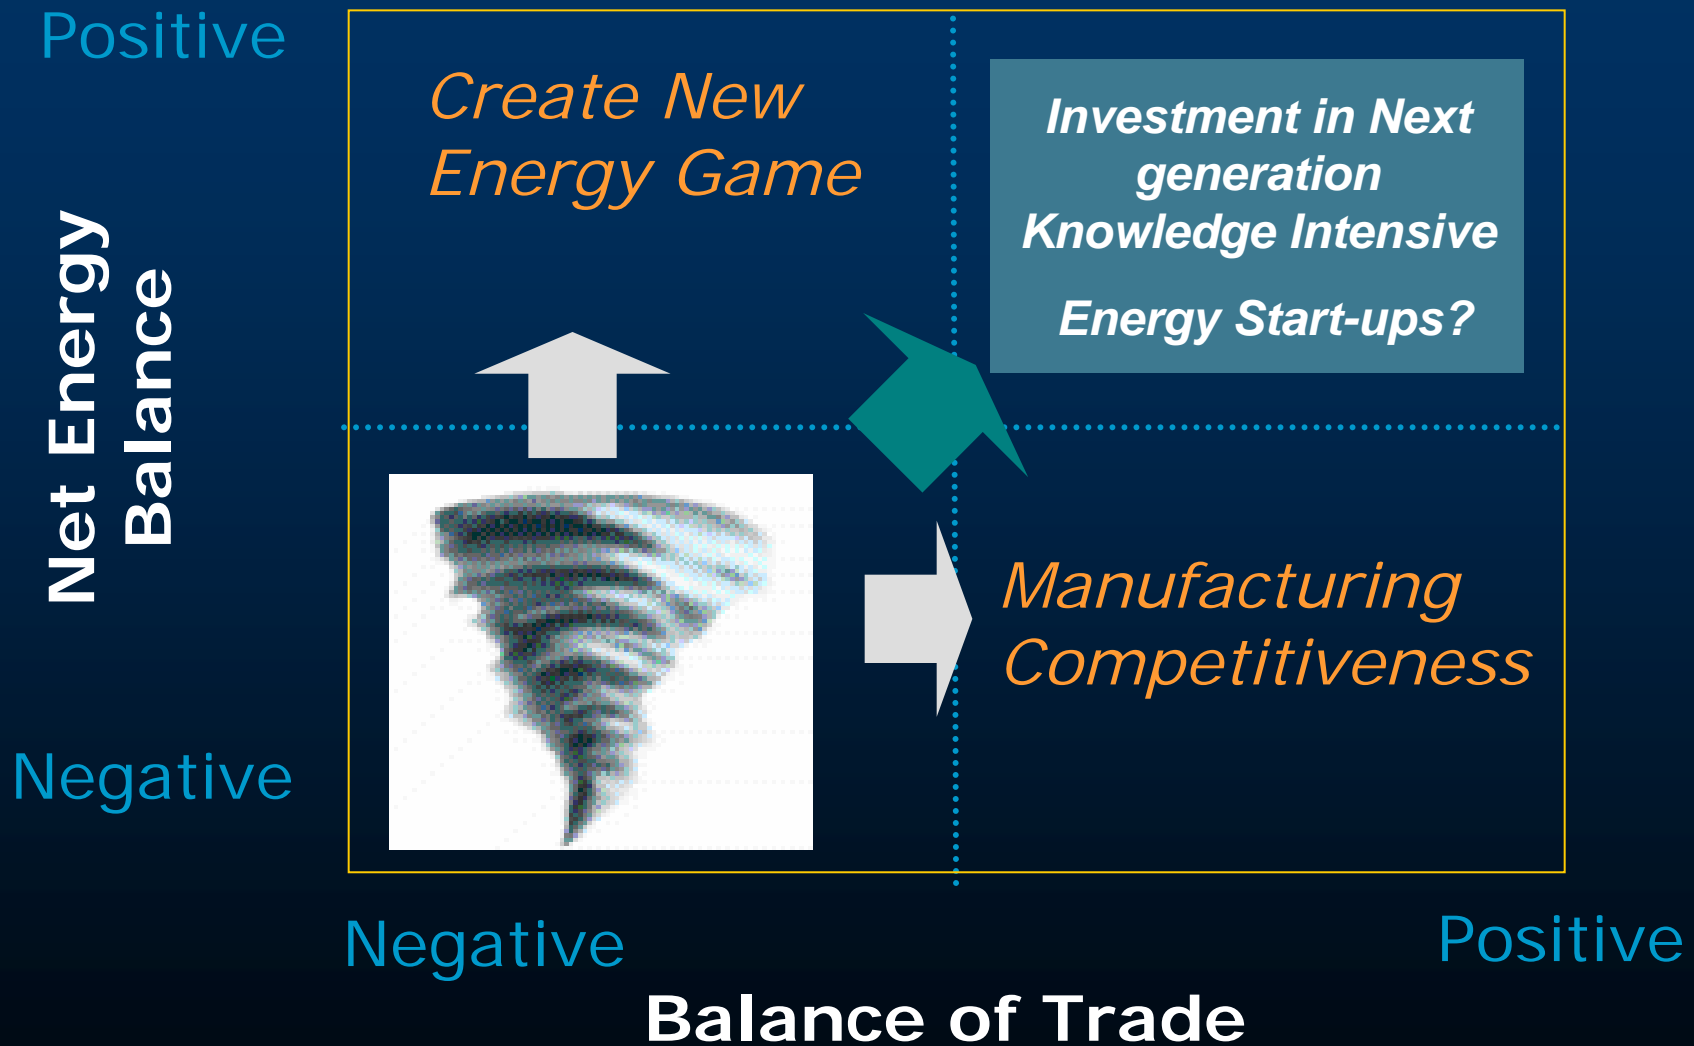 Positive
Create New
Energy Game
Investment in Next
generation
Knowledge Intensive
Energy Start-ups?
Net Energy
Balance
Manufacturing
Competitiveness
Negative
Negative
Positive
Balance of Trade